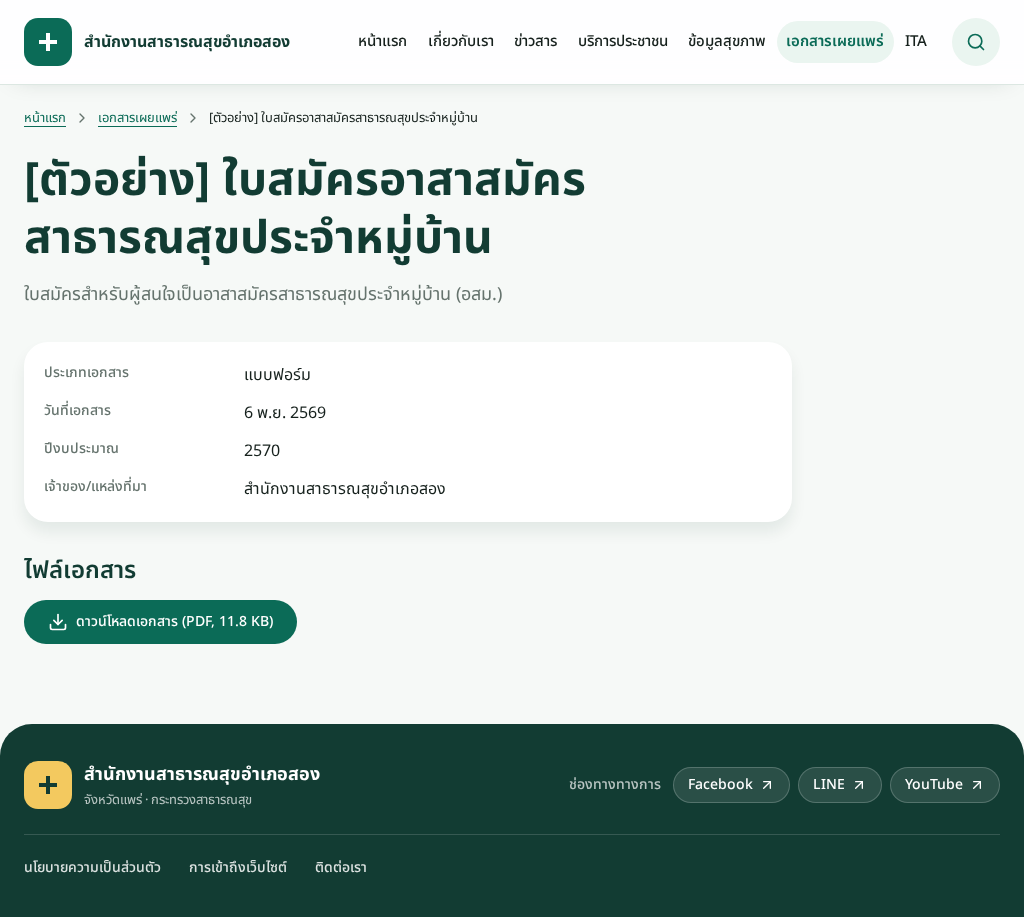 สำนักงานสาธารณสุขอำเภอสอง
หน้าแรก
เกี่ยวกับเรา
ข่าวสาร
บริการประชาชน
ข้อมูลสุขภาพ
เอกสารเผยแพร่
ITA
หน้าแรก
เอกสารเผยแพร่
[ตัวอย่าง] ใบสมัครอาสาสมัครสาธารณสุขประจำหมู่บ้าน
[ตัวอย่าง] ใบสมัครอาสาสมัคร
สาธารณสุขประจำหมู่บ้าน
ใบสมัครสำหรับผู้สนใจเป็นอาสาสมัครสาธารณสุขประจำหมู่บ้าน (อสม.)
ประเภทเอกสาร
แบบฟอร์ม
วันที่เอกสาร
6 พ.ย. 2569
ปีงบประมาณ
2570
เจ้าของ/แหล่งที่มา
สำนักงานสาธารณสุขอำเภอสอง
ไฟล์เอกสาร
ดาวน์โหลดเอกสาร (PDF, 11.8 KB)
สำนักงานสาธารณสุขอำเภอสอง
จังหวัดแพร่ · กระทรวงสาธารณสุข
ช่องทางทางการ
Facebook
LINE
YouTube
นโยบายความเป็นส่วนตัว
การเข้าถึงเว็บไซต์
ติดต่อเรา